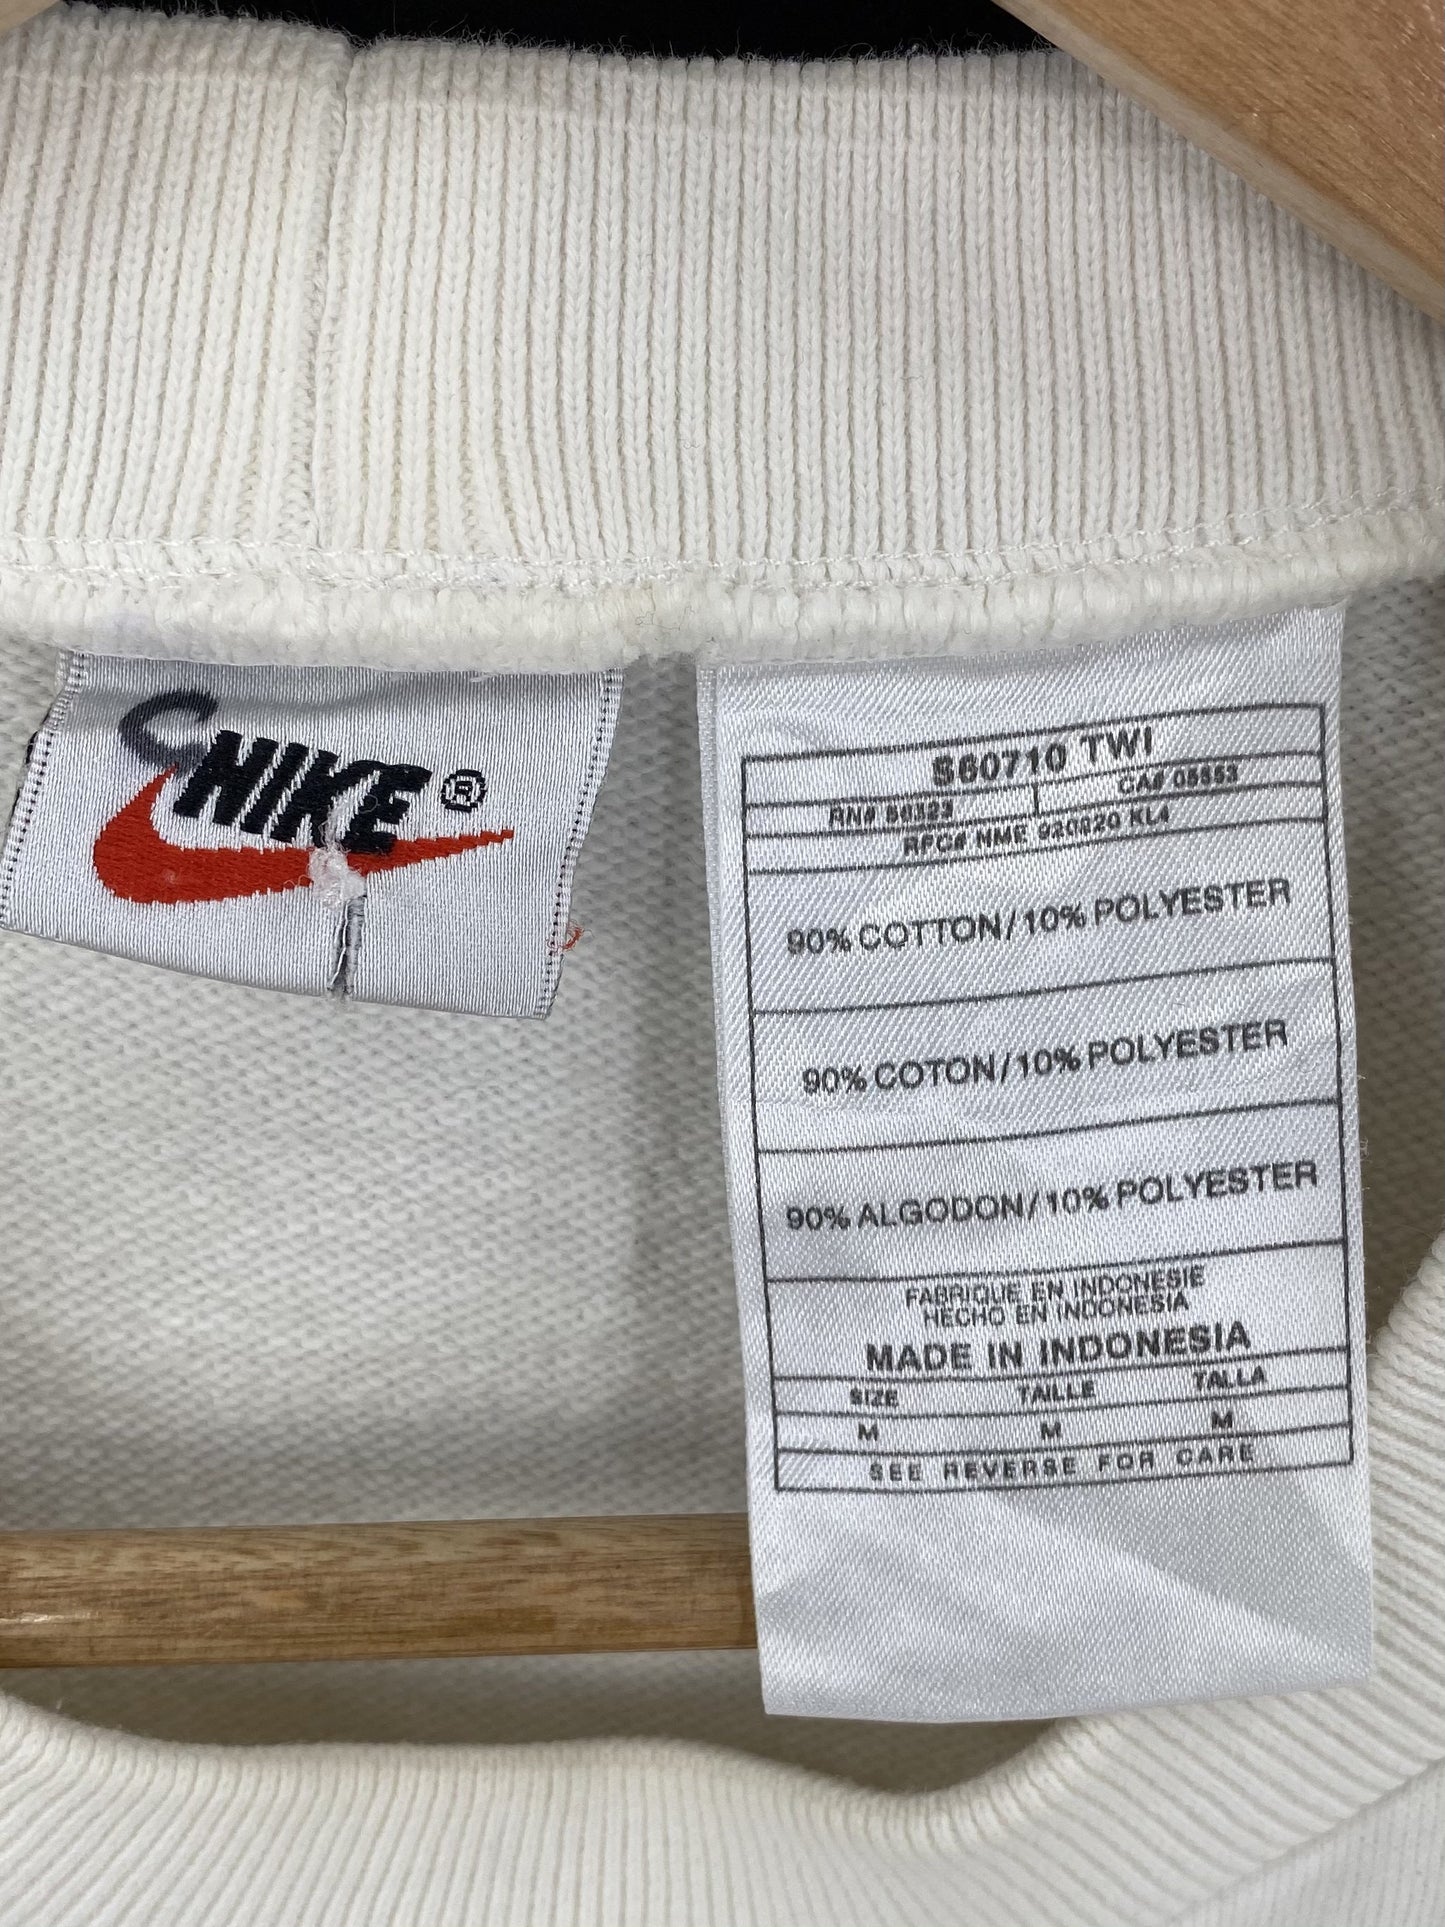 C
NIKE ®
S60710 TWI
RN# 56323 CA# 05553
RFC# NME 920820 KL4
90% COTTON/10% POLYESTER
90% COTON/10% POLYESTER
90% ALGODON/10% POLYESTER
FABRIQUE EN INDONESIE
HECHO EN INDONESIA
MADE IN INDONESIA
SIZE TAILLE TALLA
M M M
SEE REVERSE FOR CARE